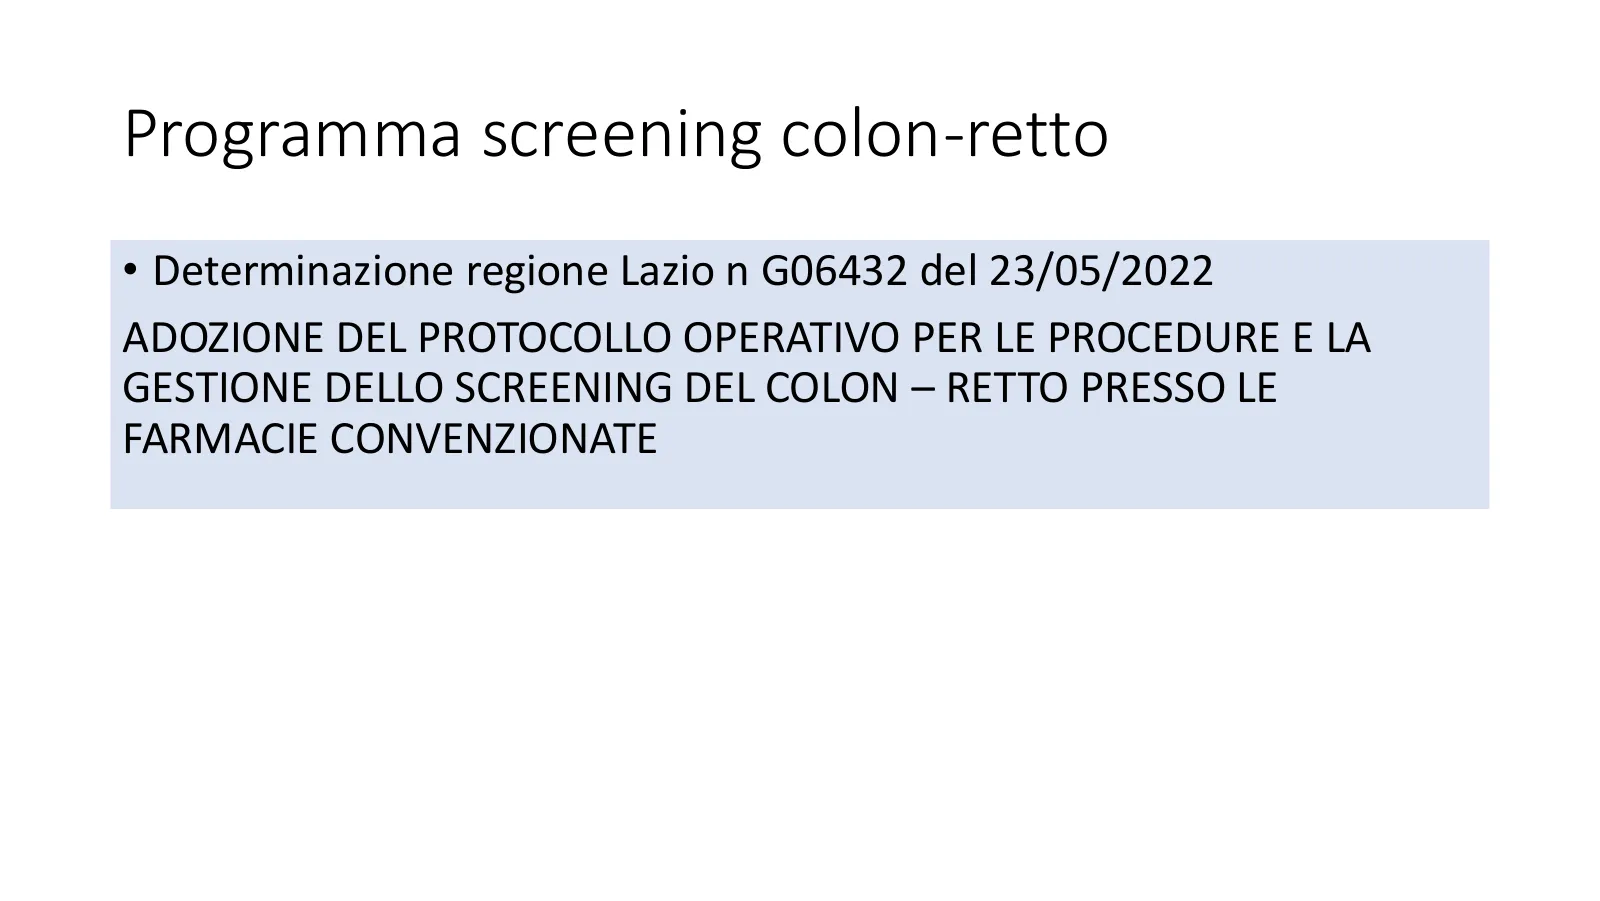 Programma screening colon-retto
• Determinazione regione Lazio n G06432 del 23/05/2022
ADOZIONE DEL PROTOCOLLO OPERATIVO PER LE PROCEDURE E LA
GESTIONE DELLO SCREENING DEL COLON – RETTO PRESSO LE
FARMACIE CONVENZIONATE